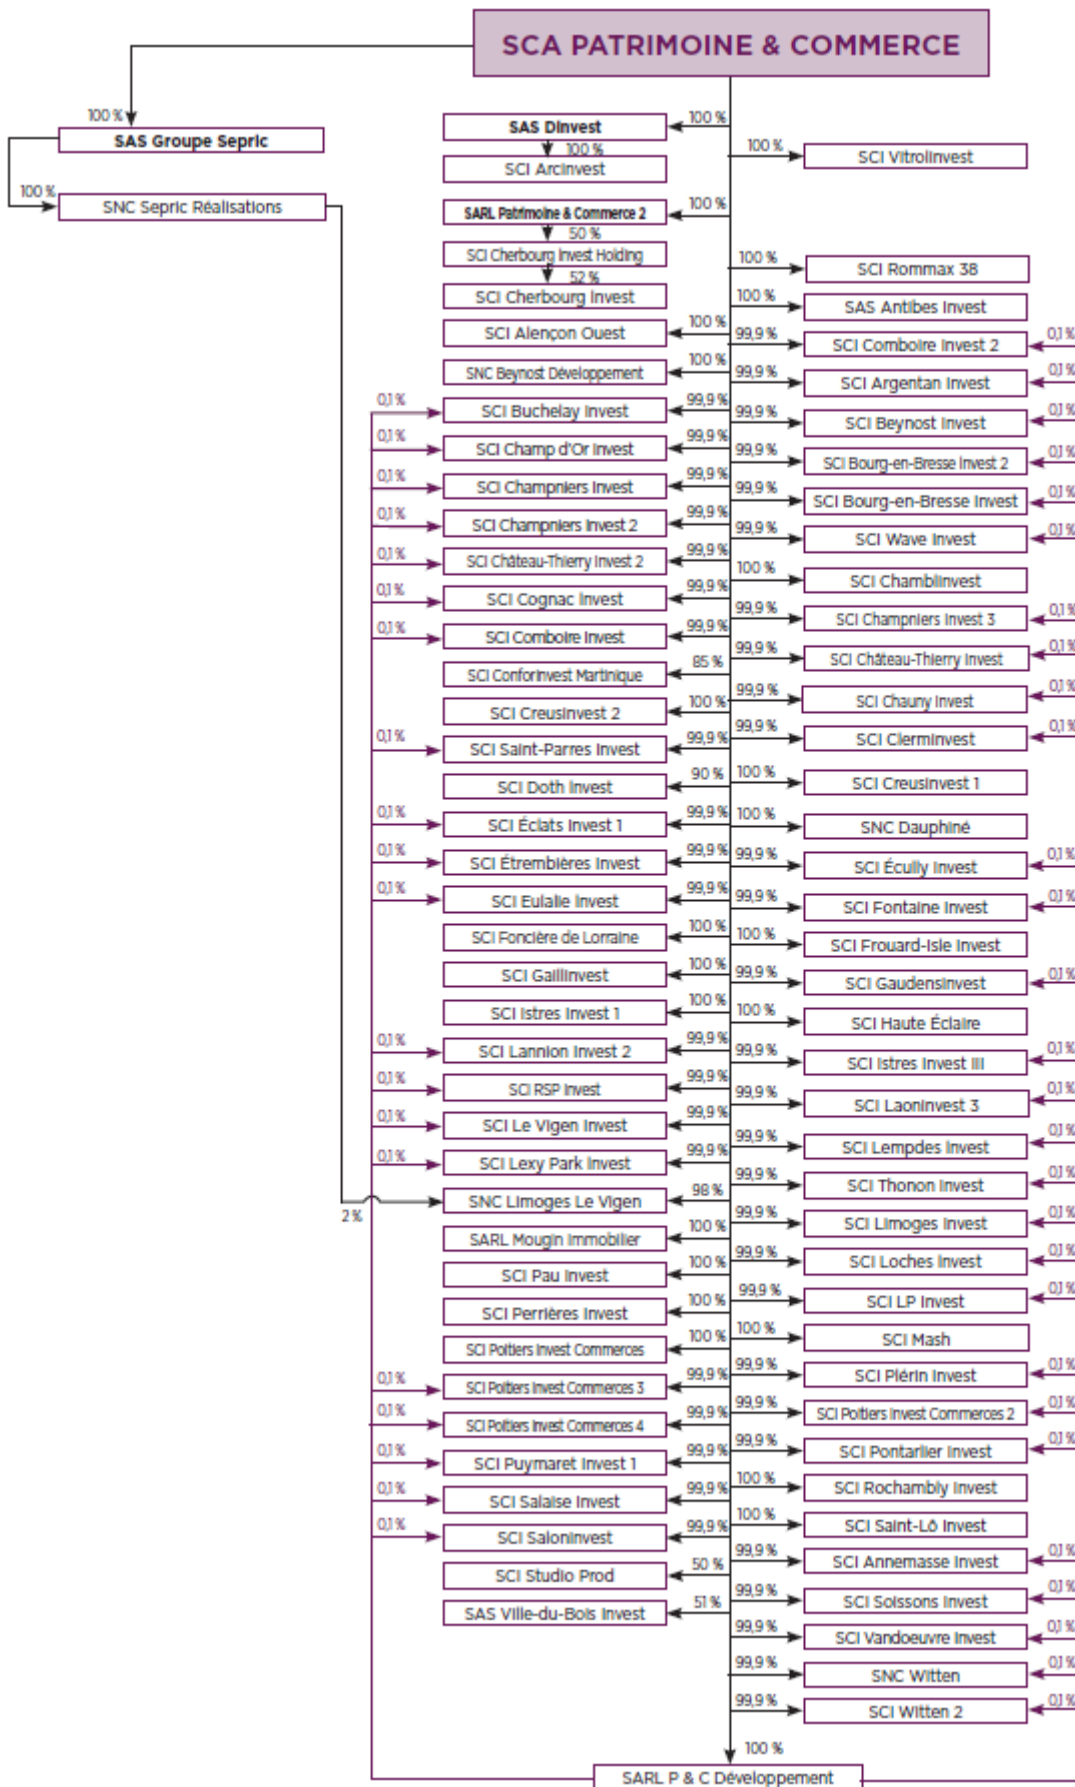 SCA PATRIMOINE & COMMERCE
100 %
SAS Groupe Sepric
100 %
SNC Sepric Réalisations
100 %
SAS Dinvest
100 %
SCI Arcinvest
100 %
SCI Vitrolinvest
100 %
SARL Patrimoine & Commerce 2
50 %
SCI Cherbourg Invest Holding
52 %
SCI Cherbourg Invest
100 %
SCI Rommax 38
100 %
SAS Antibes Invest
SCI Alençon Ouest
100 %
99,9 %
SCI Comboire Invest 2
0,1 %
SNC Beynost Développement
100 %
99,9 %
SCI Argentan Invest
0,1 %
0,1 %
SCI Buchelay Invest
99,9 %
99,9 %
SCI Beynost Invest
0,1 %
0,1 %
SCI Champ d'Or Invest
99,9 %
99,9 %
SCI Bourg-en-Bresse Invest 2
0,1 %
0,1 %
SCI Champniers Invest
99,9 %
99,9 %
SCI Bourg-en-Bresse Invest
0,1 %
0,1 %
SCI Champniers Invest 2
99,9 %
99,9 %
SCI Wave Invest
0,1 %
0,1 %
SCI Château-Thierry Invest 2
99,9 %
100 %
SCI Chamblinvest
0,1 %
SCI Cognac Invest
99,9 %
99,9 %
SCI Champniers Invest 3
0,1 %
0,1 %
SCI Comboire Invest
99,9 %
99,9 %
SCI Château-Thierry Invest
0,1 %
SCI Conforinvest Martinique
85 %
99,9 %
SCI Chauny Invest
0,1 %
SCI Creusinvest 2
100 %
99,9 %
SCI Clerminvest
0,1 %
0,1 %
SCI Saint-Parres Invest
99,9 %
100 %
SCI Creusinvest 1
SCI Doth Invest
90 %
100 %
SNC Dauphiné
0,1 %
SCI Éclats Invest 1
99,9 %
99,9 %
SCI Écully Invest
0,1 %
0,1 %
SCI Étrembières Invest
99,9 %
99,9 %
SCI Fontaine Invest
0,1 %
0,1 %
SCI Eulalie Invest
99,9 %
100 %
SCI Frouard-Isle Invest
SCI Foncière de Lorraine
100 %
99,9 %
SCI Gaudensinvest
0,1 %
SCI Gaillinvest
100 %
100 %
SCI Haute Éclaire
SCI Istres Invest 1
100 %
99,9 %
SCI Istres Invest III
0,1 %
0,1 %
SCI Lannion Invest 2
99,9 %
99,9 %
SCI Laoninvest 3
0,1 %
0,1 %
SCI RSP Invest
99,9 %
99,9 %
SCI Lempdes Invest
0,1 %
0,1 %
SCI Le Vigen Invest
99,9 %
99,9 %
SCI Thonon Invest
0,1 %
0,1 %
SCI Lexy Park Invest
99,9 %
99,9 %
SCI Limoges Invest
0,1 %
2 %
SNC Limoges Le Vigen
98 %
99,9 %
SCI Loches Invest
0,1 %
SARL Mougin Immobilier
100 %
99,9 %
SCI LP Invest
0,1 %
SCI Pau Invest
100 %
100 %
SCI Mash
SCI Perrières Invest
100 %
99,9 %
SCI Plérin Invest
0,1 %
SCI Poitiers Invest Commerces
100 %
99,9 %
SCI Poitiers Invest Commerces 2
0,1 %
0,1 %
SCI Poitiers Invest Commerces 3
99,9 %
99,9 %
SCI Pontarlier Invest
0,1 %
0,1 %
SCI Poitiers Invest Commerces 4
99,9 %
100 %
SCI Rochambly Invest
0,1 %
SCI Puymaret Invest 1
99,9 %
100 %
SCI Saint-Lô Invest
0,1 %
SCI Salaise Invest
99,9 %
99,9 %
SCI Annemasse Invest
0,1 %
0,1 %
SCI Saloninvest
99,9 %
99,9 %
SCI Soissons Invest
0,1 %
SCI Studio Prod
50 %
99,9 %
SCI Vandoeuvre Invest
0,1 %
SAS Ville-du-Bois Invest
51 %
99,9 %
SNC Witten
0,1 %
99,9 %
SCI Witten 2
0,1 %
100 %
SARL P & C Développement